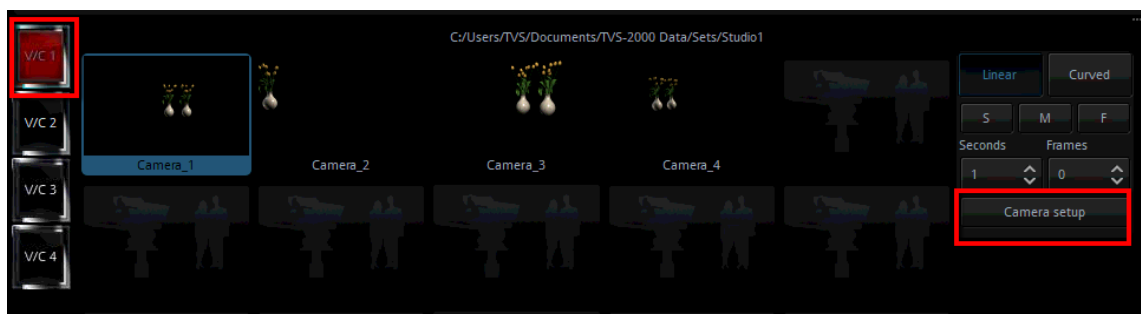 C:/Users/TVS/Documents/TVS-2000 Data/Sets/Studio1
V/C 1
V/C 2
V/C 3
V/C 4
Camera_1 Camera_2 Camera_3 Camera_4
Linear Curved
S M F
Seconds Frames
1 0
Camera setup